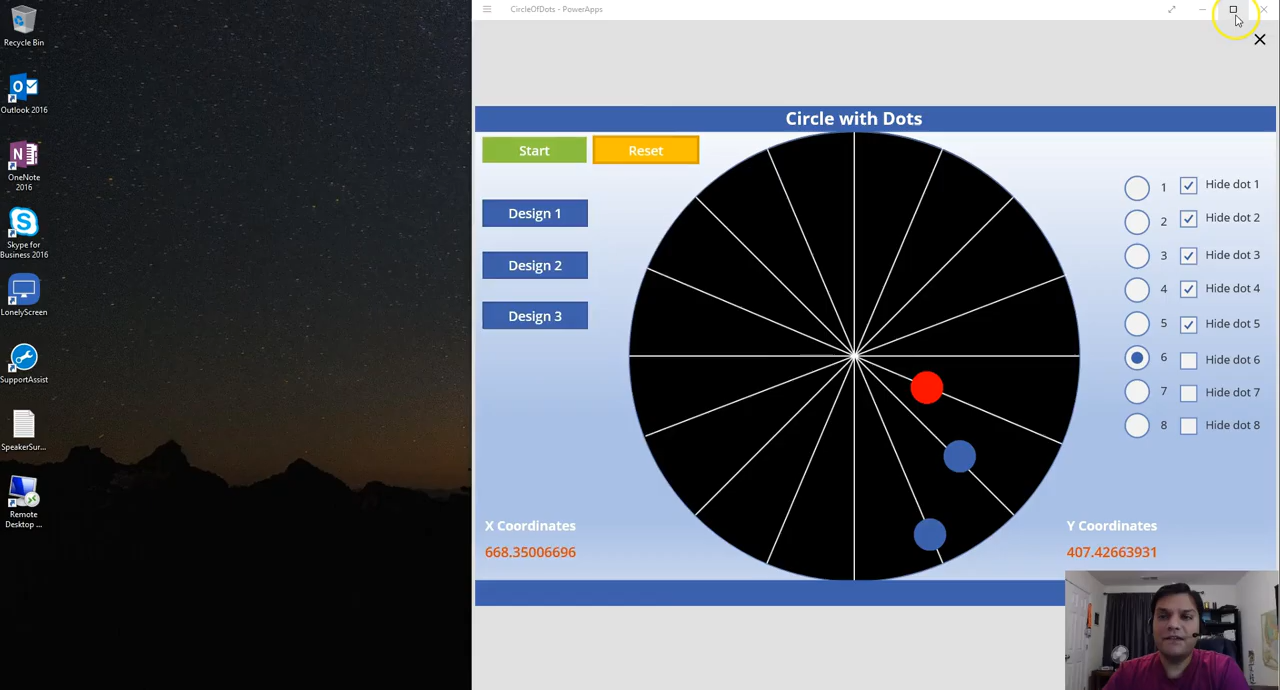 Recycle Bin
Outlook 2016
OneNote
2016
Skype for
Business 2016
LonelyScreen
SupportAssist
SpeakerSur...
Remote
Desktop ...
CircleOfDots - PowerApps
Circle with Dots
Start
Reset
Design 1
Design 2
Design 3
1 Hide dot 1
2 Hide dot 2
3 Hide dot 3
4 Hide dot 4
5 Hide dot 5
6 Hide dot 6
7 Hide dot 7
8 Hide dot 8
X Coordinates
668.35006696
Y Coordinates
407.42663931